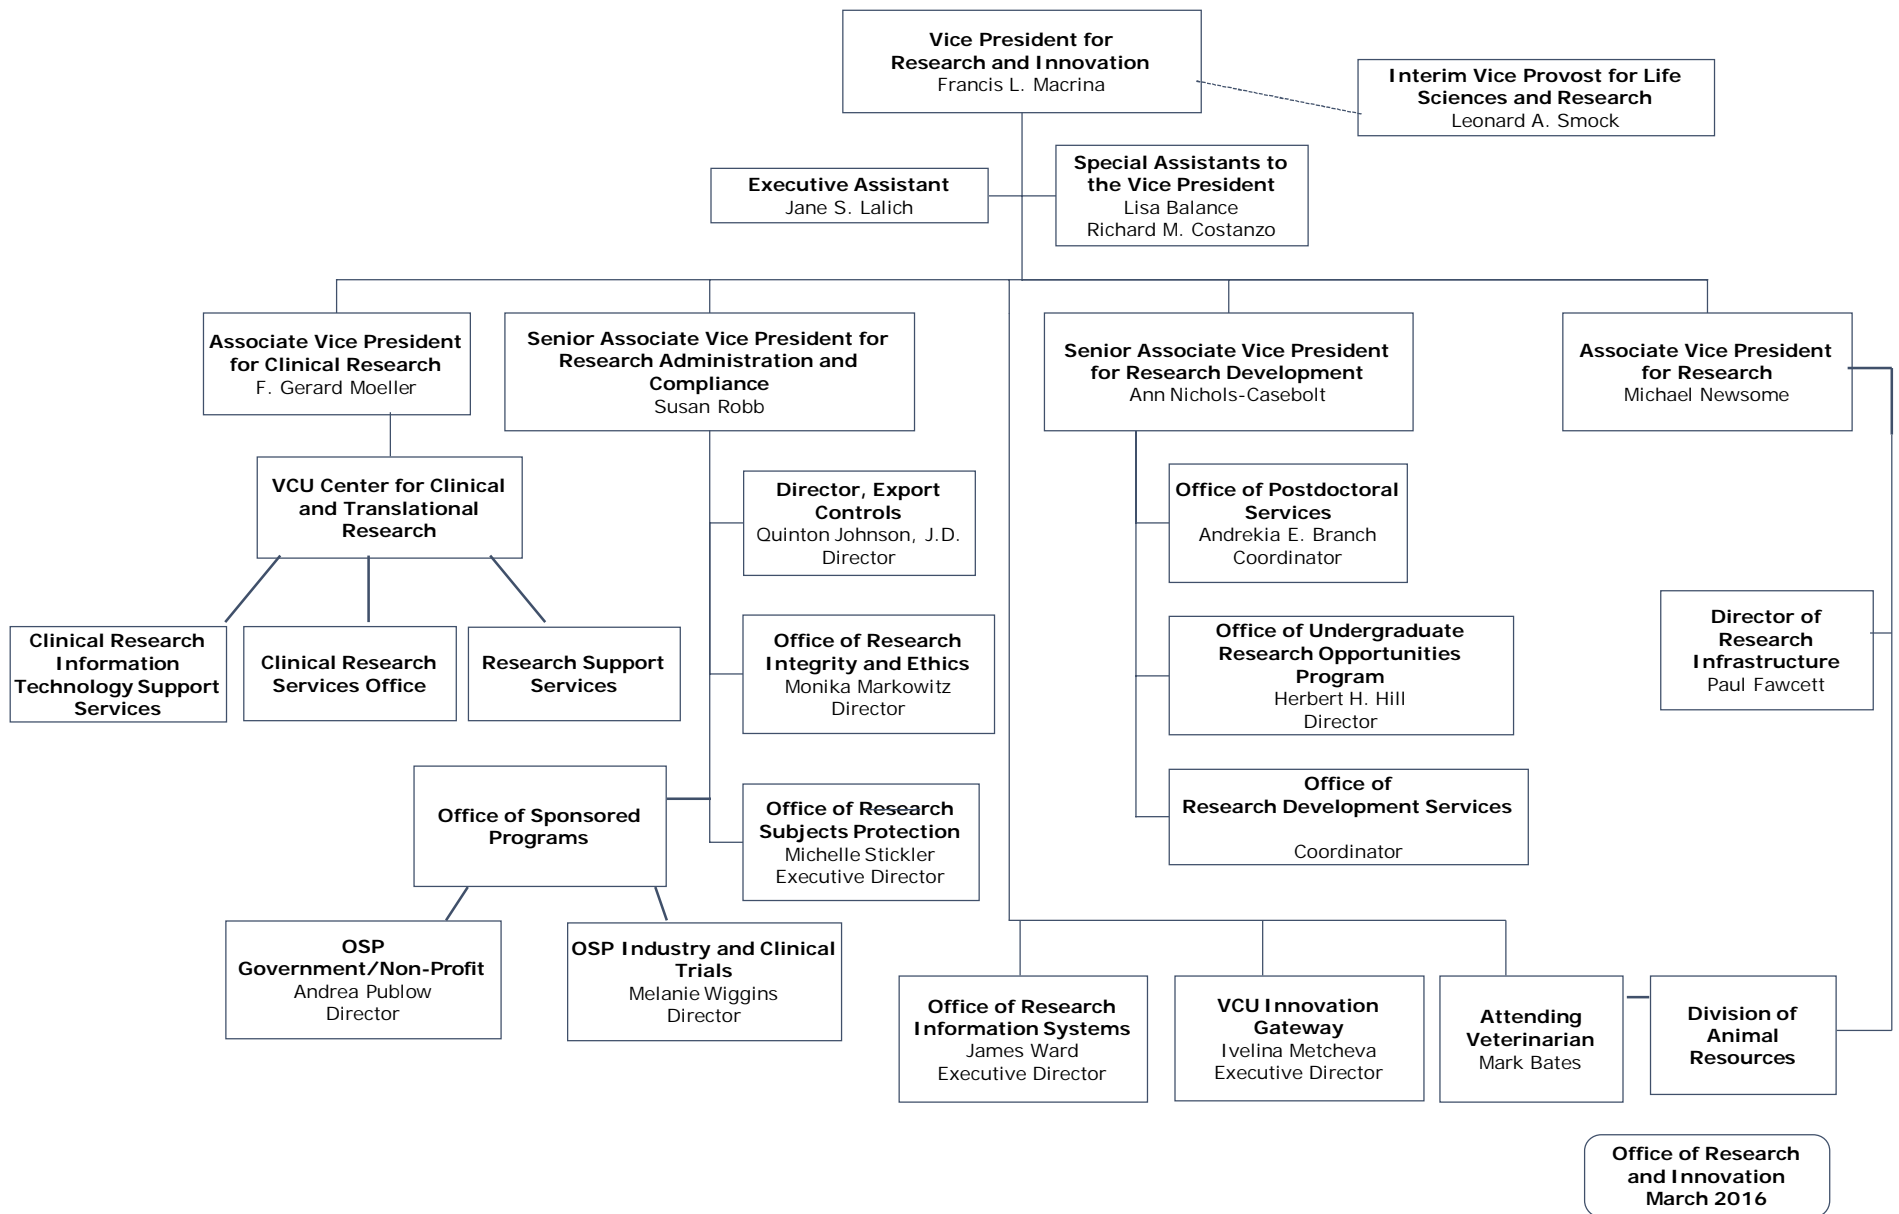 Vice President for
Research and Innovation
Francis L. Macrina
Interim Vice Provost for Life
Sciences and Research
Leonard A. Smock
Executive Assistant
Jane S. Lalich
Special Assistants to
the Vice President
Lisa Balance
Richard M. Costanzo
Associate Vice President
for Clinical Research
F. Gerard Moeller
Senior Associate Vice President for
Research Administration and
Compliance
Susan Robb
Senior Associate Vice President
for Research Development
Ann Nichols-Casebolt
Associate Vice President
for Research
Michael Newsome
VCU Center for Clinical
and Translational
Research
Director, Export
Controls
Quinton Johnson, J.D.
Director
Office of Postdoctoral
Services
Andrekia E. Branch
Coordinator
Clinical Research
Information
Technology Support
Services
Clinical Research
Services Office
Research Support
Services
Office of Research
Integrity and Ethics
Monika Markowitz
Director
Office of Undergraduate
Research Opportunities
Program
Herbert H. Hill
Director
Director of
Research
Infrastructure
Paul Fawcett
Office of Sponsored
Programs
Office of Research
Subjects Protection
Michelle Stickler
Executive Director
Office of
Research Development Services
Coordinator
OSP
Government/Non-Profit
Andrea Publow
Director
OSP Industry and Clinical
Trials
Melanie Wiggins
Director
Office of Research
Information Systems
James Ward
Executive Director
VCU Innovation
Gateway
Ivelina Metcheva
Executive Director
Attending
Veterinarian
Mark Bates
Division of
Animal
Resources
Office of Research
and Innovation
March 2016